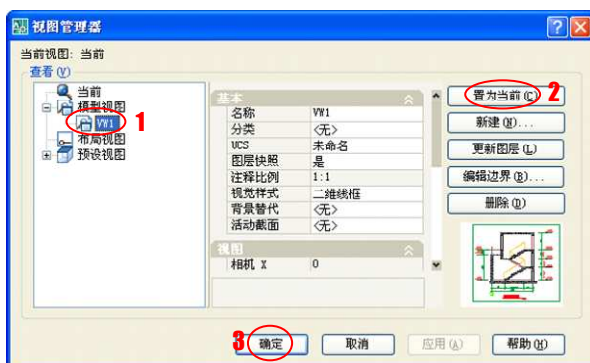 视图管理器
当前视图: 当前
查看(V)
当前
模型视图
VW1
1
布局视图
预设视图
基本
名称 VW1
分类 <无>
UCS 未命名
图层快照 是
注释比例 1:1
视觉样式 二维线框
背景替代 <无>
活动截面 <无>
视图
相机 X 0
置为当前(C) 2
新建(N)...
更新图层(L)
编辑边界(B)...
删除(D)
3 确定 取消 应用(A) 帮助(H)